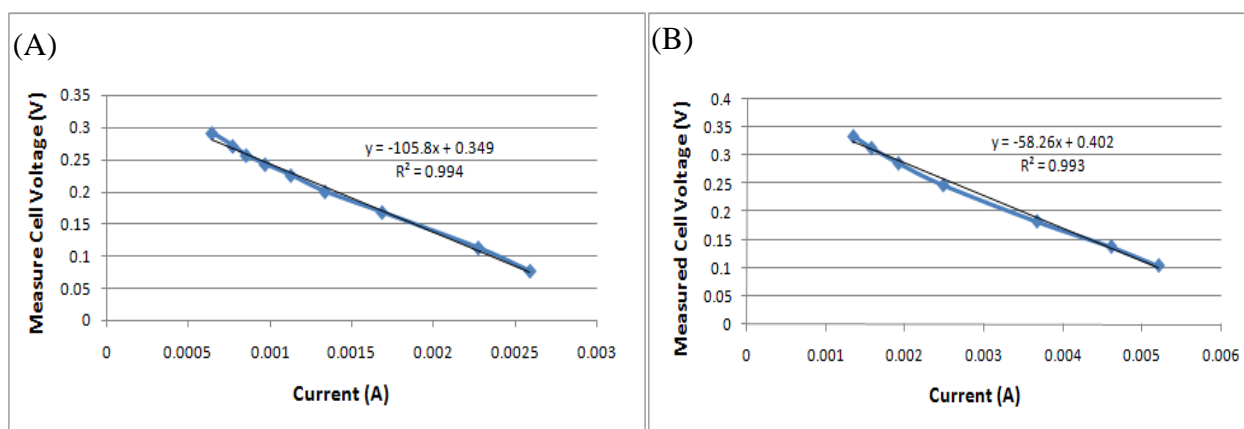 (A)
Measure Cell Voltage (V)
0.35
0.3
0.25
0.2
0.15
0.1
0.05
0
y = -105.8x + 0.349
R² = 0.994
0 0.0005 0.001 0.0015 0.002 0.0025 0.003
Current (A)
(B)
Measured Cell Voltage (V)
0.4
0.35
0.3
0.25
0.2
0.15
0.1
0.05
0
y = -58.26x + 0.402
R² = 0.993
0 0.001 0.002 0.003 0.004 0.005 0.006
Current (A)